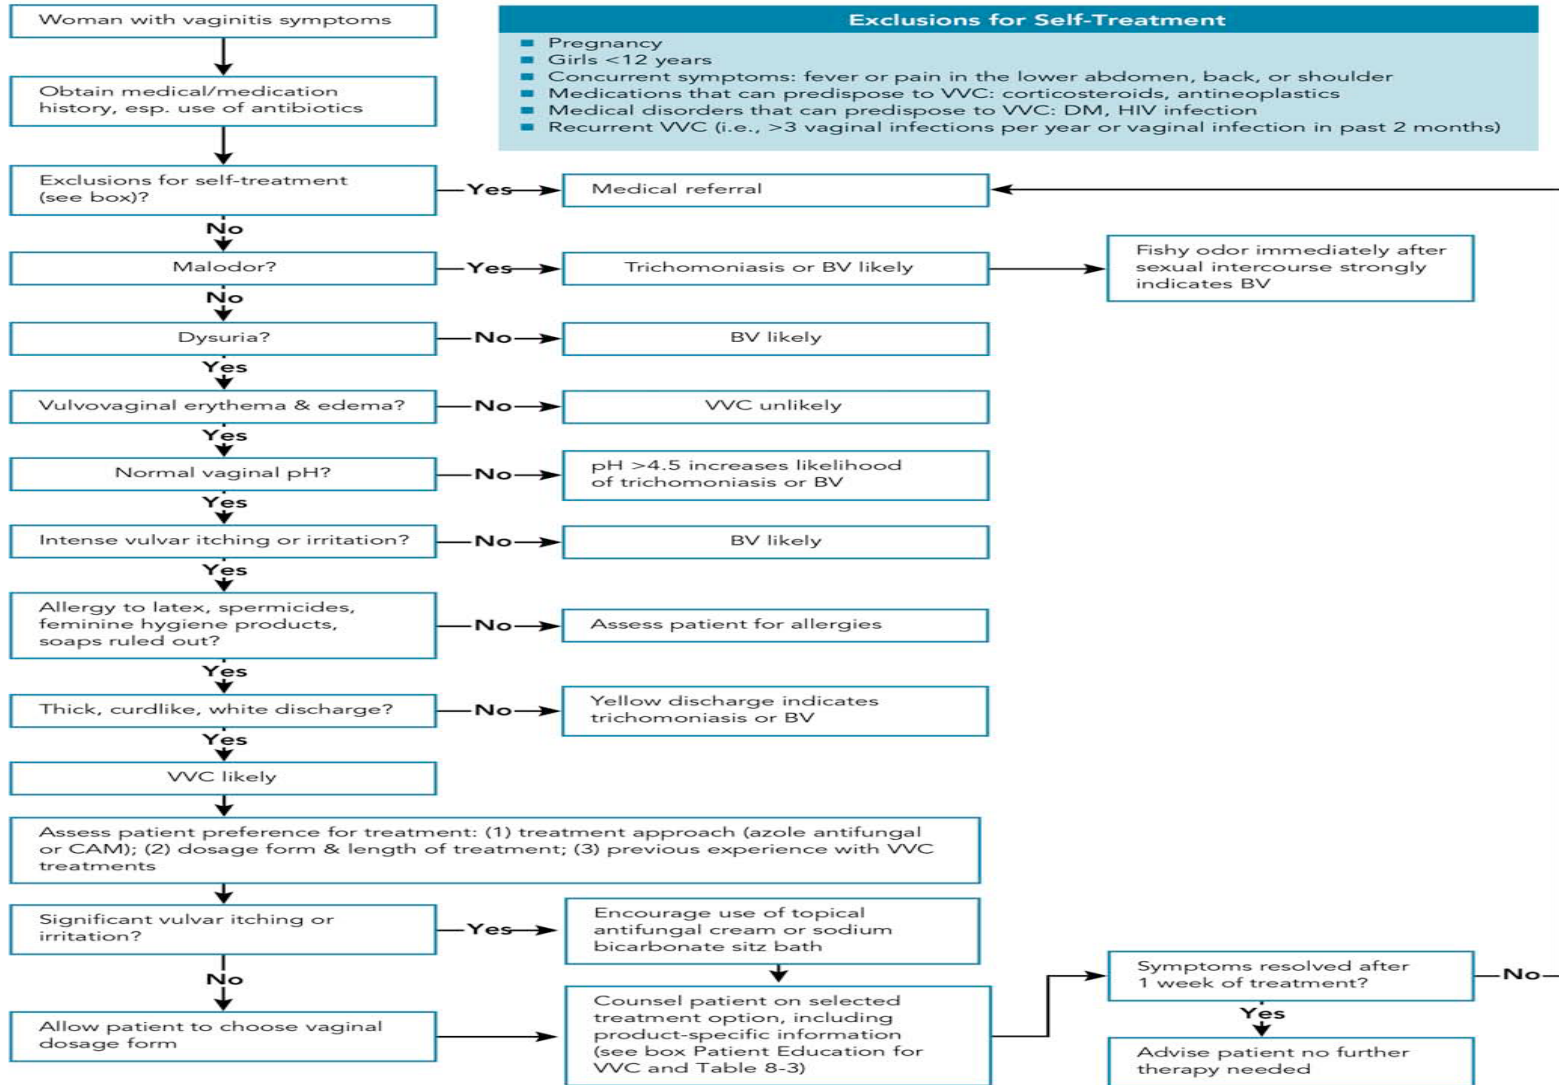 Woman with vaginitis symptoms
Exclusions for Self-Treatment
Pregnancy
Girls <12 years
Concurrent symptoms: fever or pain in the lower abdomen, back, or shoulder
Medications that can predispose to VVC: corticosteroids, antineoplastics
Medical disorders that can predispose to VVC: DM, HIV infection
Recurrent VVC (i.e., >3 vaginal infections per year or vaginal infection in past 2 months)
Obtain medical/medication
history, esp. use of antibiotics
Exclusions for self-treatment
(see box)?
Yes
Medical referral
No
Malodor?
Yes
Trichomoniasis or BV likely
Fishy odor immediately after
sexual intercourse strongly
indicates BV
No
Dysuria?
No
BV likely
Yes
Vulvovaginal erythema & edema?
No
VVC unlikely
Yes
Normal vaginal pH?
No
pH >4.5 increases likelihood
of trichomoniasis or BV
Yes
Intense vulvar itching or irritation?
No
BV likely
Yes
Allergy to latex, spermicides,
feminine hygiene products,
soaps ruled out?
No
Assess patient for allergies
Yes
Thick, curdlike, white discharge?
No
Yellow discharge indicates
trichomoniasis or BV
Yes
VVC likely
Assess patient preference for treatment: (1) treatment approach (azole antifungal
or CAM); (2) dosage form & length of treatment; (3) previous experience with VVC
treatments
Significant vulvar itching or
irritation?
Yes
Encourage use of topical
antifungal cream or sodium
bicarbonate sitz bath
No
Allow patient to choose vaginal
dosage form
Counsel patient on selected
treatment option, including
product-specific information
(see box Patient Education for
VVC and Table 8-3)
Symptoms resolved after
1 week of treatment?
No
Yes
Advise patient no further
therapy needed